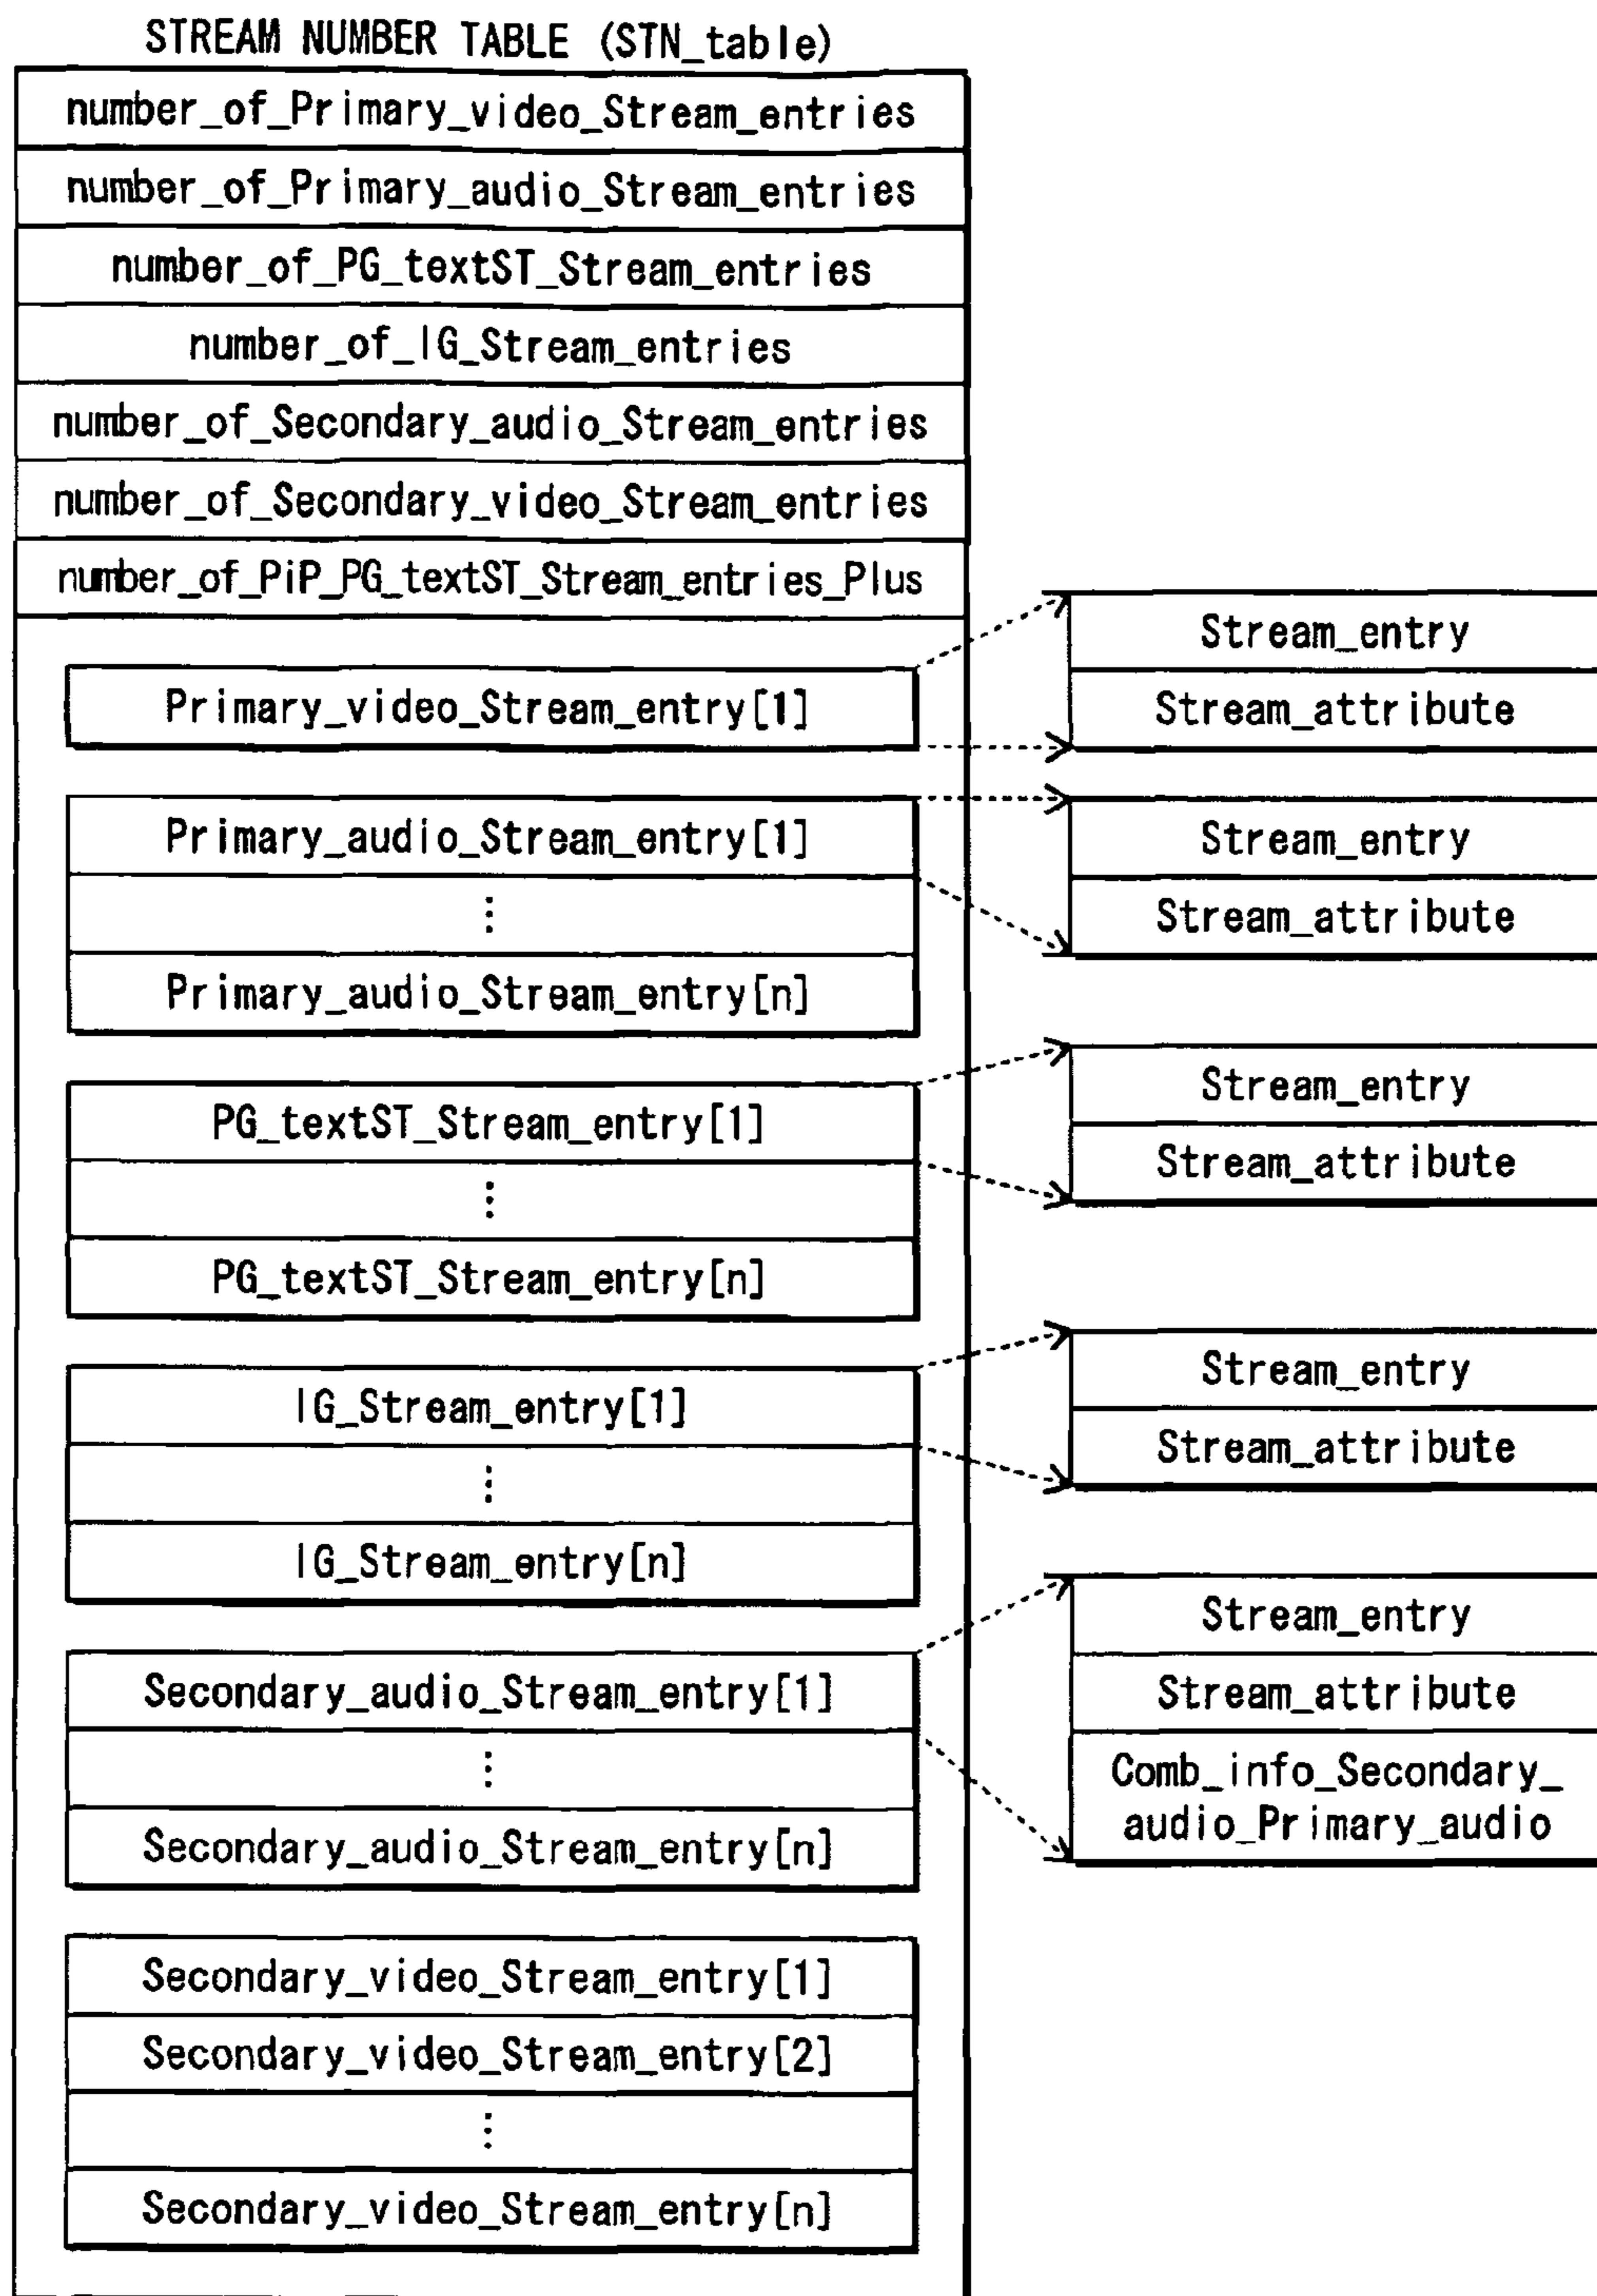 STREAM NUMBER TABLE (STN_table)
number_of_Primary_video_Stream_entries
number_of_Primary_audio_Stream_entries
number_of_PG_textST_Stream_entries
number_of_IG_Stream_entries
number_of_Secondary_audio_Stream_entries
number_of_Secondary_video_Stream_entries
number_of_PiP_PG_textST_Stream_entries_Plus
Primary_video_Stream_entry[1]
Stream_entry
Stream_attribute
Primary_audio_Stream_entry[1]
⋮
Primary_audio_Stream_entry[n]
Stream_entry
Stream_attribute
PG_textST_Stream_entry[1]
⋮
PG_textST_Stream_entry[n]
Stream_entry
Stream_attribute
IG_Stream_entry[1]
⋮
IG_Stream_entry[n]
Stream_entry
Stream_attribute
Secondary_audio_Stream_entry[1]
⋮
Secondary_audio_Stream_entry[n]
Stream_entry
Stream_attribute
Comb_info_Secondary_
audio_Primary_audio
Secondary_video_Stream_entry[1]
Secondary_video_Stream_entry[2]
⋮
Secondary_video_Stream_entry[n]